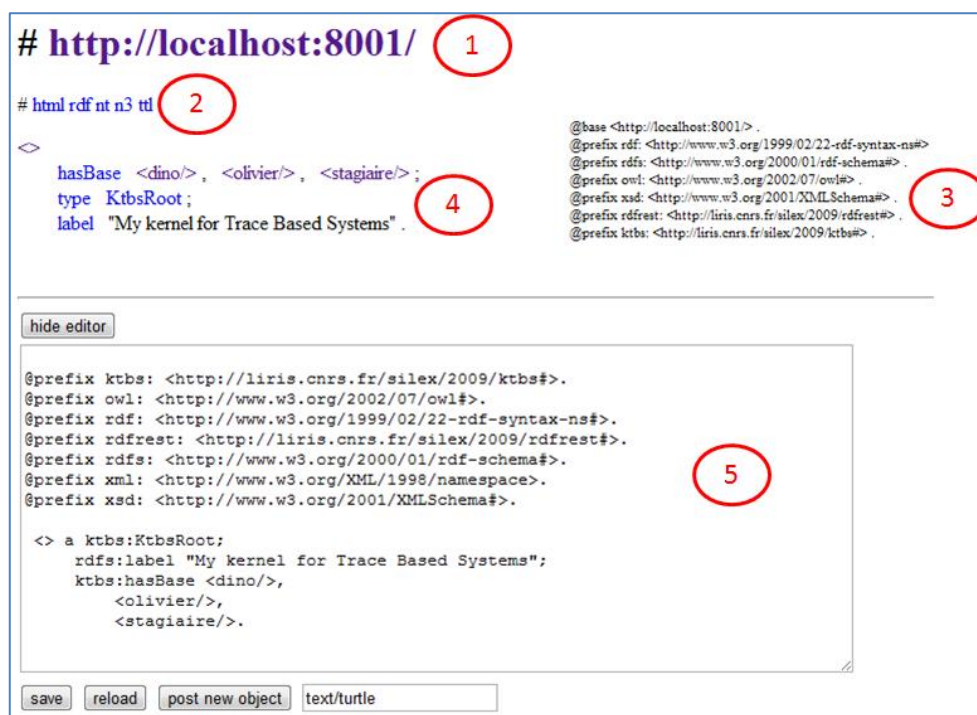 # http://localhost:8001/
1
# html rdf nt n3 ttl
2
<>
hasBase <dino/> , <olivier/> , <stagiaire/> ;
type KtbsRoot ;
label "My kernel for Trace Based Systems" .
4
@base <http://localhost:8001/> .
@prefix rdf: <http://www.w3.org/1999/02/22-rdf-syntax-ns#>
@prefix rdfs: <http://www.w3.org/2000/01/rdf-schema#> .
@prefix owl: <http://www.w3.org/2002/07/owl#> .
@prefix xsd: <http://www.w3.org/2001/XMLSchema#> .
@prefix rdfrest: <http://liris.cnrs.fr/silex/2009/rdfrest#> .
@prefix ktbs: <http://liris.cnrs.fr/silex/2009/ktbs#> .
3
hide editor
@prefix ktbs: <http://liris.cnrs.fr/silex/2009/ktbs#>.
@prefix owl: <http://www.w3.org/2002/07/owl#>.
@prefix rdf: <http://www.w3.org/1999/02/22-rdf-syntax-ns#>.
@prefix rdfrest: <http://liris.cnrs.fr/silex/2009/rdfrest#>.
@prefix rdfs: <http://www.w3.org/2000/01/rdf-schema#>.
@prefix xml: <http://www.w3.org/XML/1998/namespace>.
@prefix xsd: <http://www.w3.org/2001/XMLSchema#>.
5
<> a ktbs:KtbsRoot;
rdfs:label "My kernel for Trace Based Systems";
ktbs:hasBase <dino/>,
<olivier/>,
<stagiaire/>.
save reload post new object text/turtle